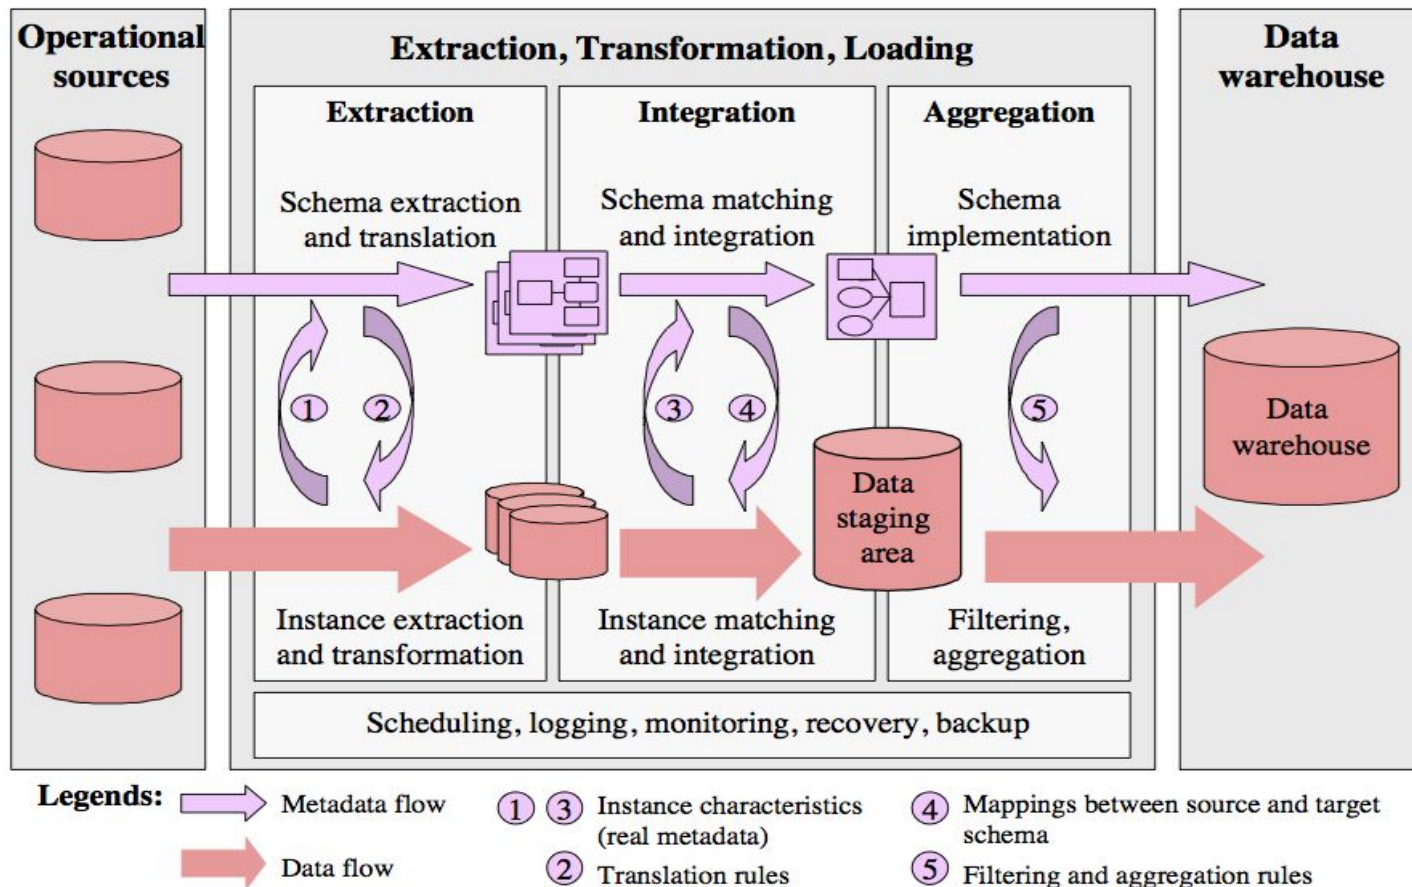 Operational
sources
Extraction, Transformation, Loading
Data
warehouse
Extraction
Integration
Aggregation
Schema extraction
and translation
Schema matching
and integration
Schema
implementation
1
2
3
4
5
Data
warehouse
Data
staging
area
Instance extraction
and transformation
Instance matching
and integration
Filtering,
aggregation
Scheduling, logging, monitoring, recovery, backup
Legends:
Metadata flow
Data flow
1 3 Instance characteristics
(real metadata)
2 Translation rules
4 Mappings between source and target
schema
5 Filtering and aggregation rules